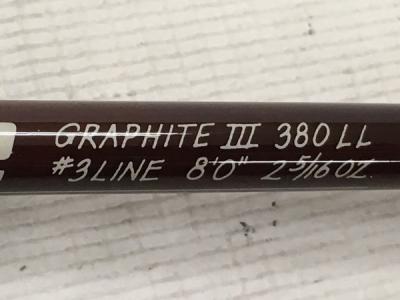 GRAPHITE III 380 LL
#3 LINE 8'0" 2 5/16 OZ.